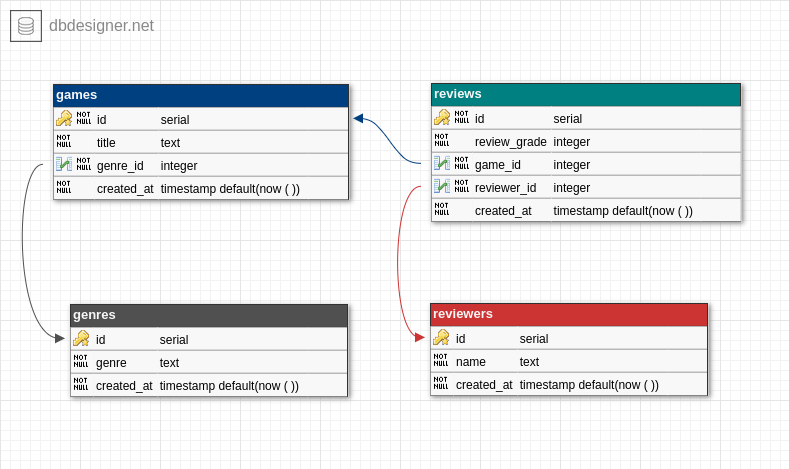 dbdesigner.net
games
NOT NULL id serial
NOT NULL title text
NOT NULL genre_id integer
NOT NULL created_at timestamp default(now ( ))
reviews
NOT NULL id serial
NOT NULL review_grade integer
NOT NULL game_id integer
NOT NULL reviewer_id integer
NOT NULL created_at timestamp default(now ( ))
genres
id serial
NOT NULL genre text
NOT NULL created_at timestamp default(now ( ))
reviewers
id serial
NOT NULL name text
NOT NULL created_at timestamp default(now ( ))